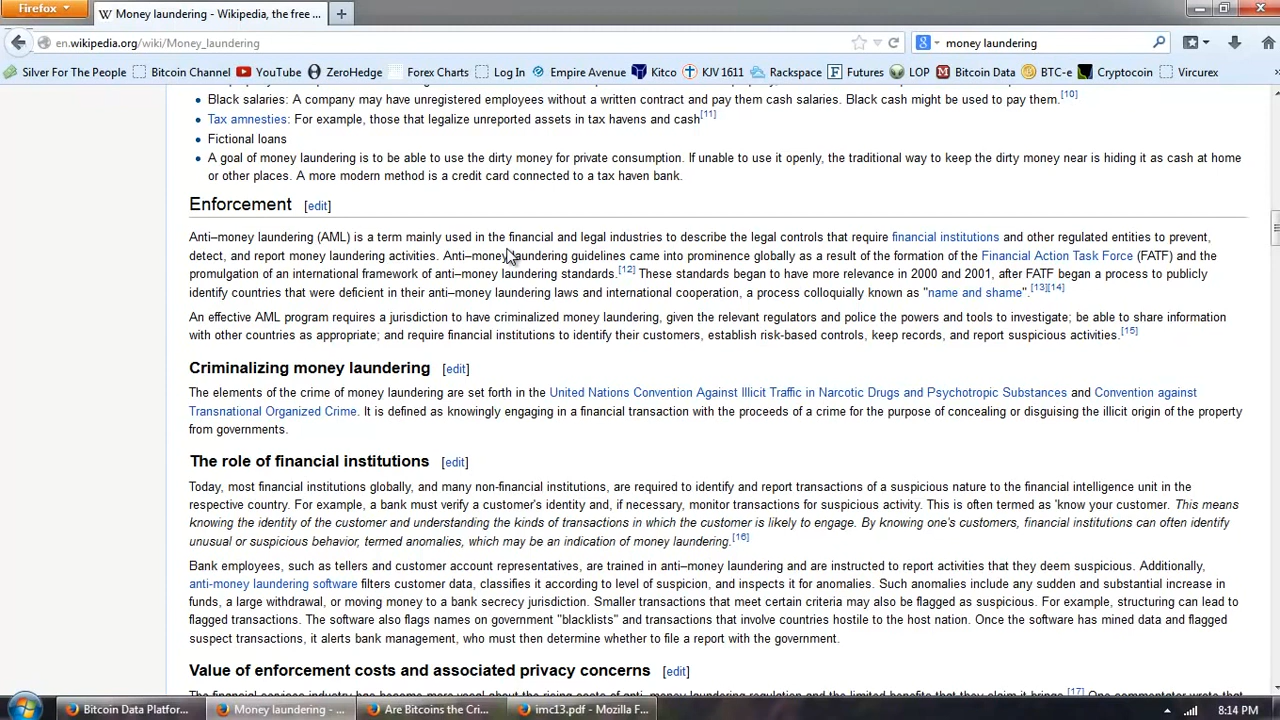 Firefox
W Money laundering - Wikipedia, the free ...
en.wikipedia.org/wiki/Money_laundering
money laundering
Silver For The People Bitcoin Channel YouTube ZeroHedge Forex Charts Log In Empire Avenue Kitco KJV 1611 Rackspace Futures LOP Bitcoin Data BTC-e Cryptocoin Vircurex
• Black salaries: A company may have unregistered employees without a written contract and pay them cash salaries. Black cash might be used to pay them.[10]
• Tax amnesties: For example, those that legalize unreported assets in tax havens and cash[11]
• Fictional loans
• A goal of money laundering is to be able to use the dirty money for private consumption. If unable to use it openly, the traditional way to keep the dirty money near is hiding it as cash at home
or other places. A more modern method is a credit card connected to a tax haven bank.
Enforcement [edit]
Anti–money laundering (AML) is a term mainly used in the financial and legal industries to describe the legal controls that require financial institutions and other regulated entities to prevent,
detect, and report money laundering activities. Anti–money laundering guidelines came into prominence globally as a result of the formation of the Financial Action Task Force (FATF) and the
promulgation of an international framework of anti–money laundering standards.[12] These standards began to have more relevance in 2000 and 2001, after FATF began a process to publicly
identify countries that were deficient in their anti–money laundering laws and international cooperation, a process colloquially known as "name and shame".[13][14]
An effective AML program requires a jurisdiction to have criminalized money laundering, given the relevant regulators and police the powers and tools to investigate; be able to share information
with other countries as appropriate; and require financial institutions to identify their customers, establish risk-based controls, keep records, and report suspicious activities.[15]
Criminalizing money laundering [edit]
The elements of the crime of money laundering are set forth in the United Nations Convention Against Illicit Traffic in Narcotic Drugs and Psychotropic Substances and Convention against
Transnational Organized Crime. It is defined as knowingly engaging in a financial transaction with the proceeds of a crime for the purpose of concealing or disguising the illicit origin of the property
from governments.
The role of financial institutions [edit]
Today, most financial institutions globally, and many non-financial institutions, are required to identify and report transactions of a suspicious nature to the financial intelligence unit in the
respective country. For example, a bank must verify a customer's identity and, if necessary, monitor transactions for suspicious activity. This is often termed as 'know your customer. This means
knowing the identity of the customer and understanding the kinds of transactions in which the customer is likely to engage. By knowing one's customers, financial institutions can often identify
unusual or suspicious behavior, termed anomalies, which may be an indication of money laundering.[16]
Bank employees, such as tellers and customer account representatives, are trained in anti–money laundering and are instructed to report activities that they deem suspicious. Additionally,
anti-money laundering software filters customer data, classifies it according to level of suspicion, and inspects it for anomalies. Such anomalies include any sudden and substantial increase in
funds, a large withdrawal, or moving money to a bank secrecy jurisdiction. Smaller transactions that meet certain criteria may also be flagged as suspicious. For example, structuring can lead to
flagged transactions. The software also flags names on government "blacklists" and transactions that involve countries hostile to the host nation. Once the software has mined data and flagged
suspect transactions, it alerts bank management, who must then determine whether to file a report with the government.
Value of enforcement costs and associated privacy concerns [edit]
The financial services industry has become more vocal about the rising costs of anti–money laundering regulation and the limited benefits that they claim it brings.[17] One commentator wrote that
Bitcoin Data Platfor... Money laundering - ... Are Bitcoins the Cri... imc13.pdf - Mozilla F... 8:14 PM